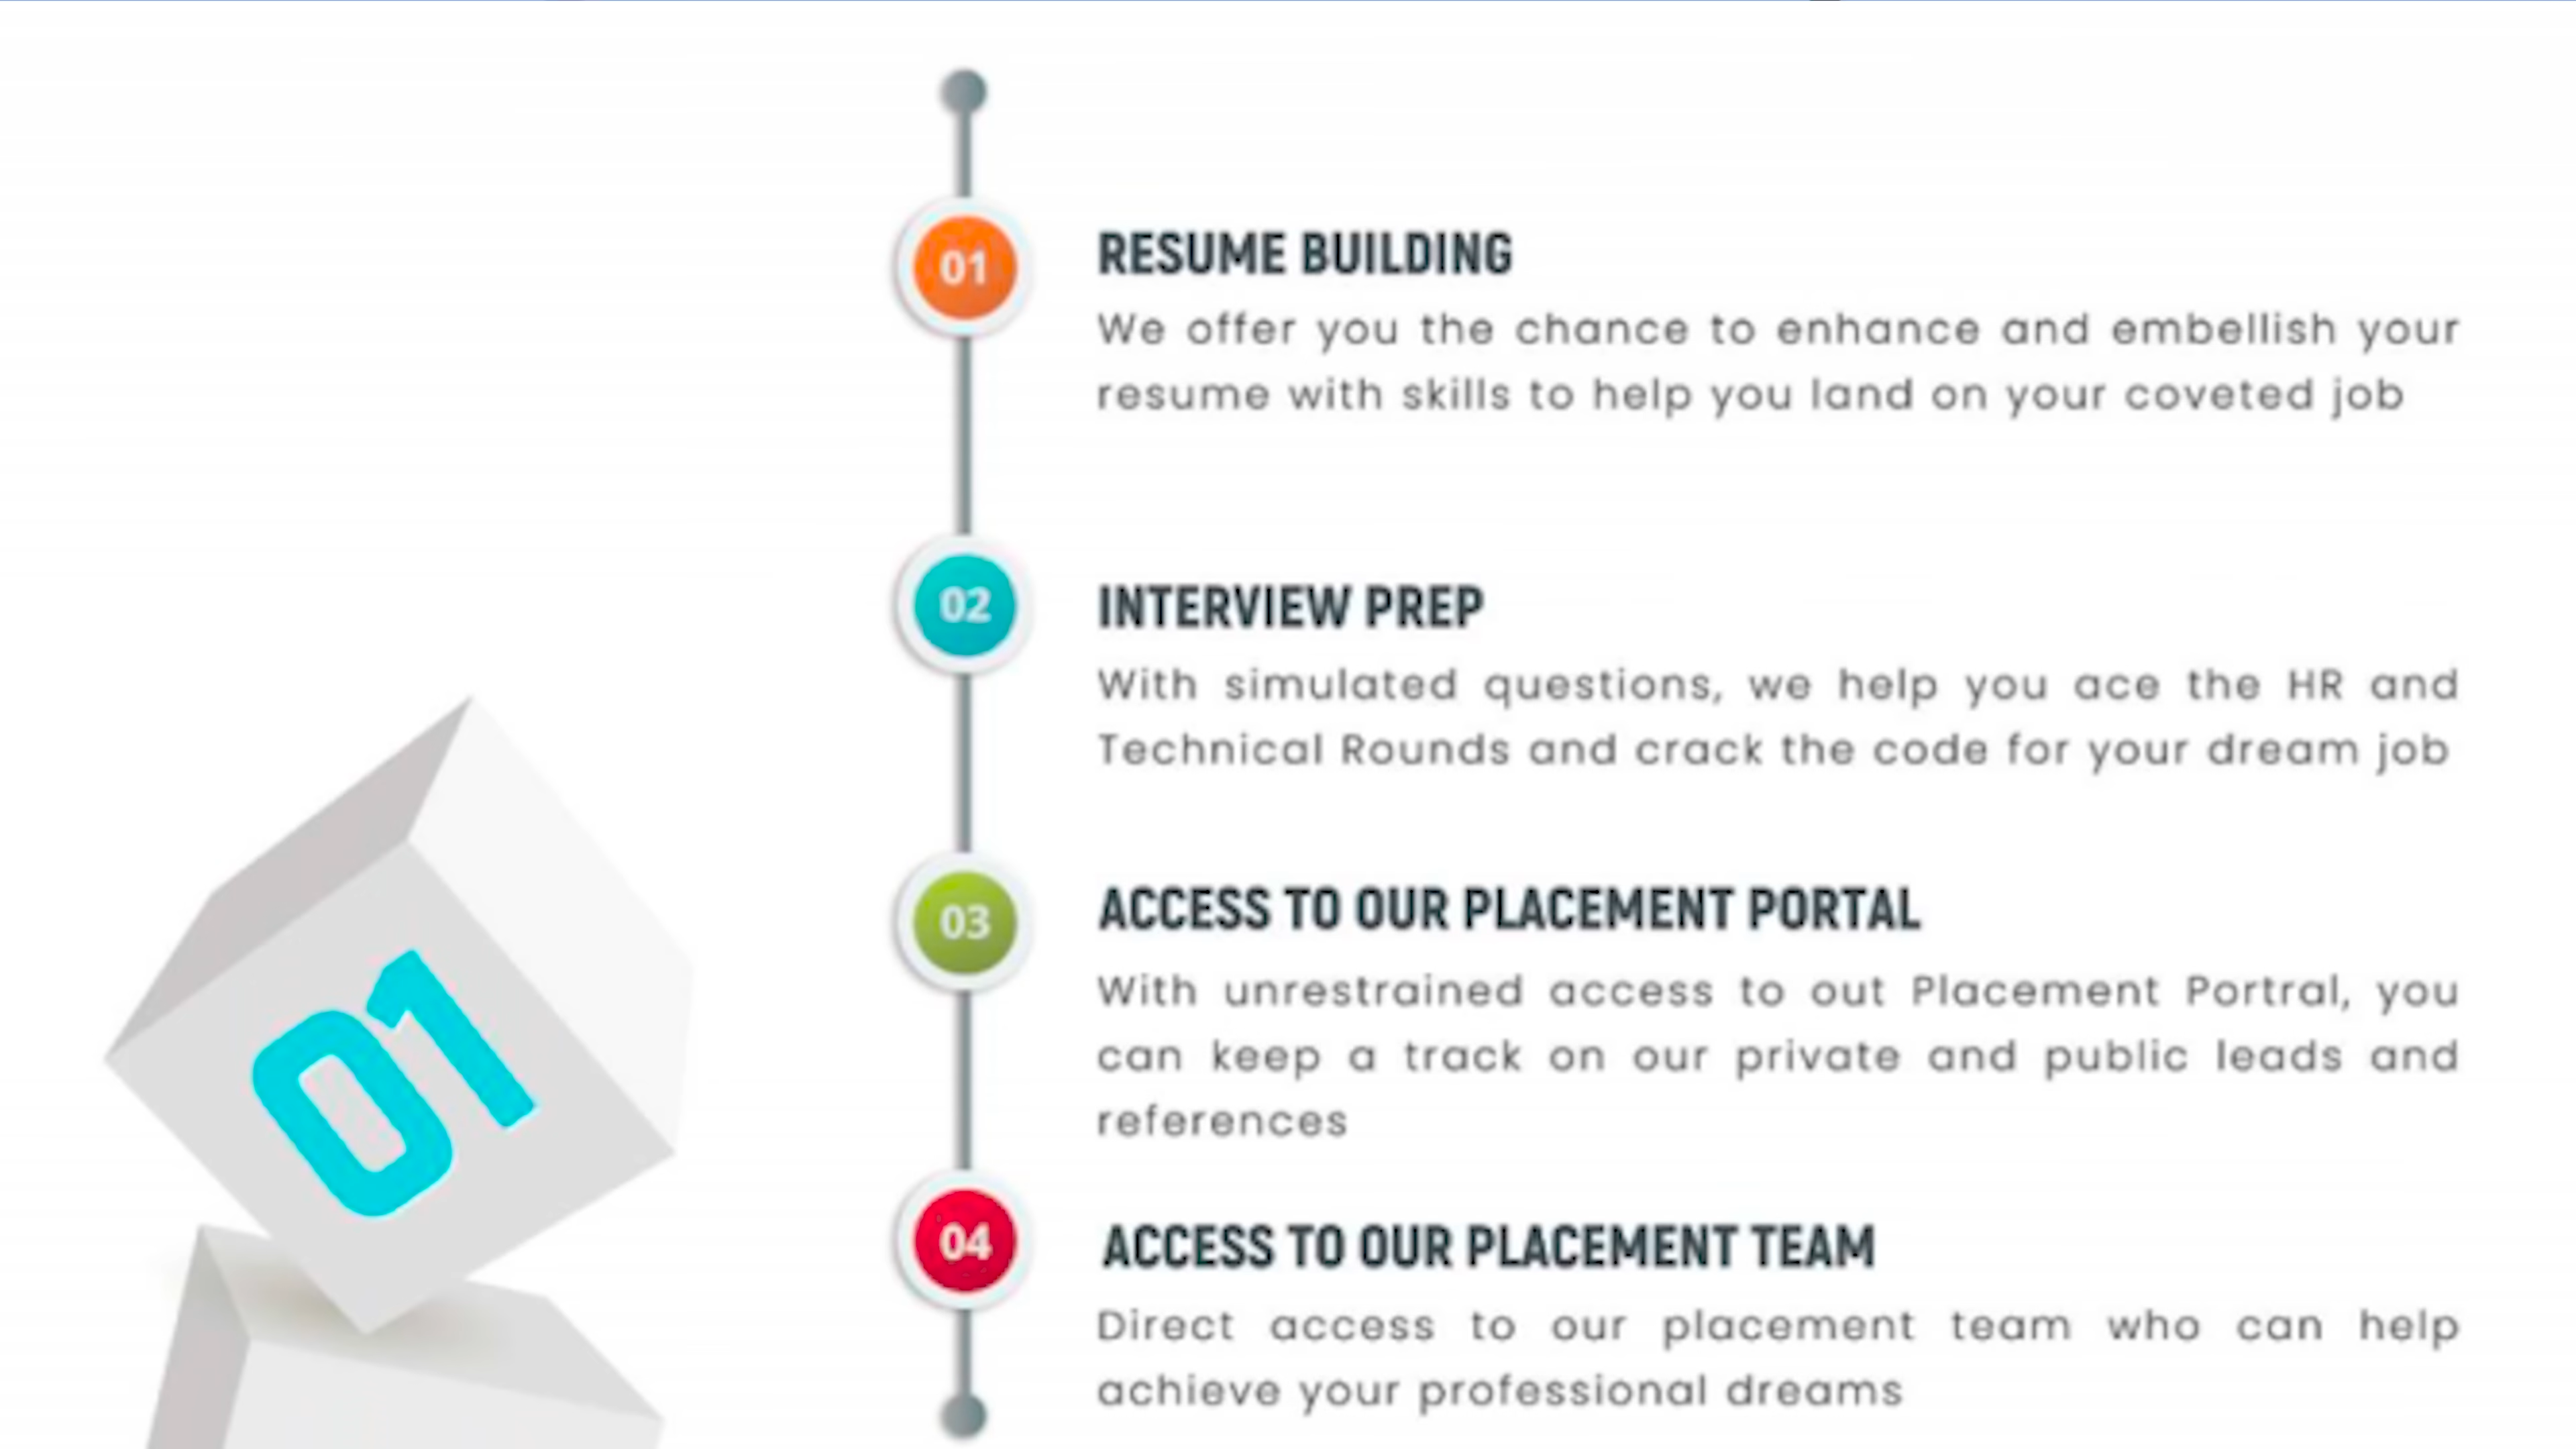 01
RESUME BUILDING
We offer you the chance to enhance and embellish your
resume with skills to help you land on your coveted job
02
INTERVIEW PREP
With simulated questions, we help you ace the HR and
Technical Rounds and crack the code for your dream job
03
ACCESS TO OUR PLACEMENT PORTAL
With unrestrained access to out Placement Portral, you
can keep a track on our private and public leads and
references
04
ACCESS TO OUR PLACEMENT TEAM
Direct access to our placement team who can help
achieve your professional dreams
01